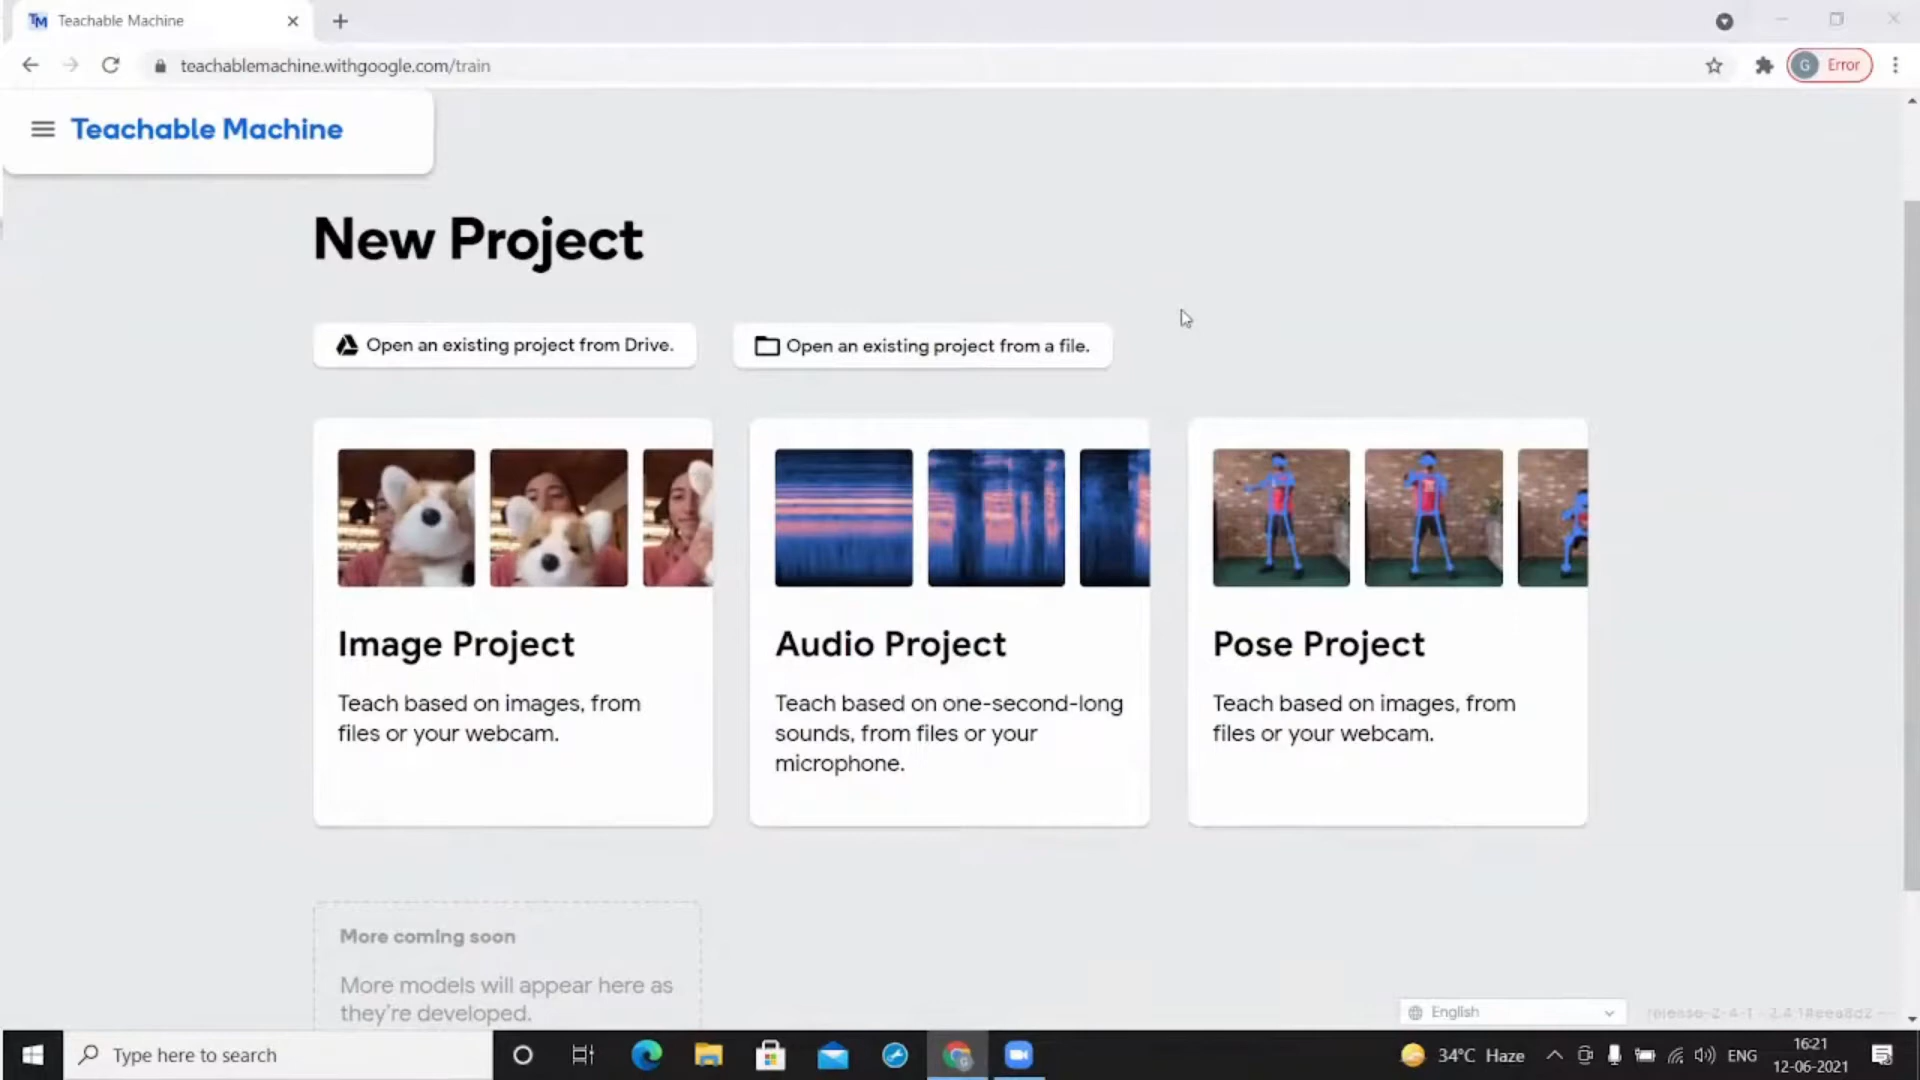 TM Teachable Machine
teachablemachine.withgoogle.com/train
G Error
Teachable Machine
New Project
Open an existing project from Drive.
Open an existing project from a file.
Image Project
Teach based on images, from
files or your webcam.
Audio Project
Teach based on one-second-long
sounds, from files or your
microphone.
Pose Project
Teach based on images, from
files or your webcam.
More coming soon
More models will appear here as
they're developed.
English
Type here to search
34°C Haze
ENG
16:21
12-06-2021